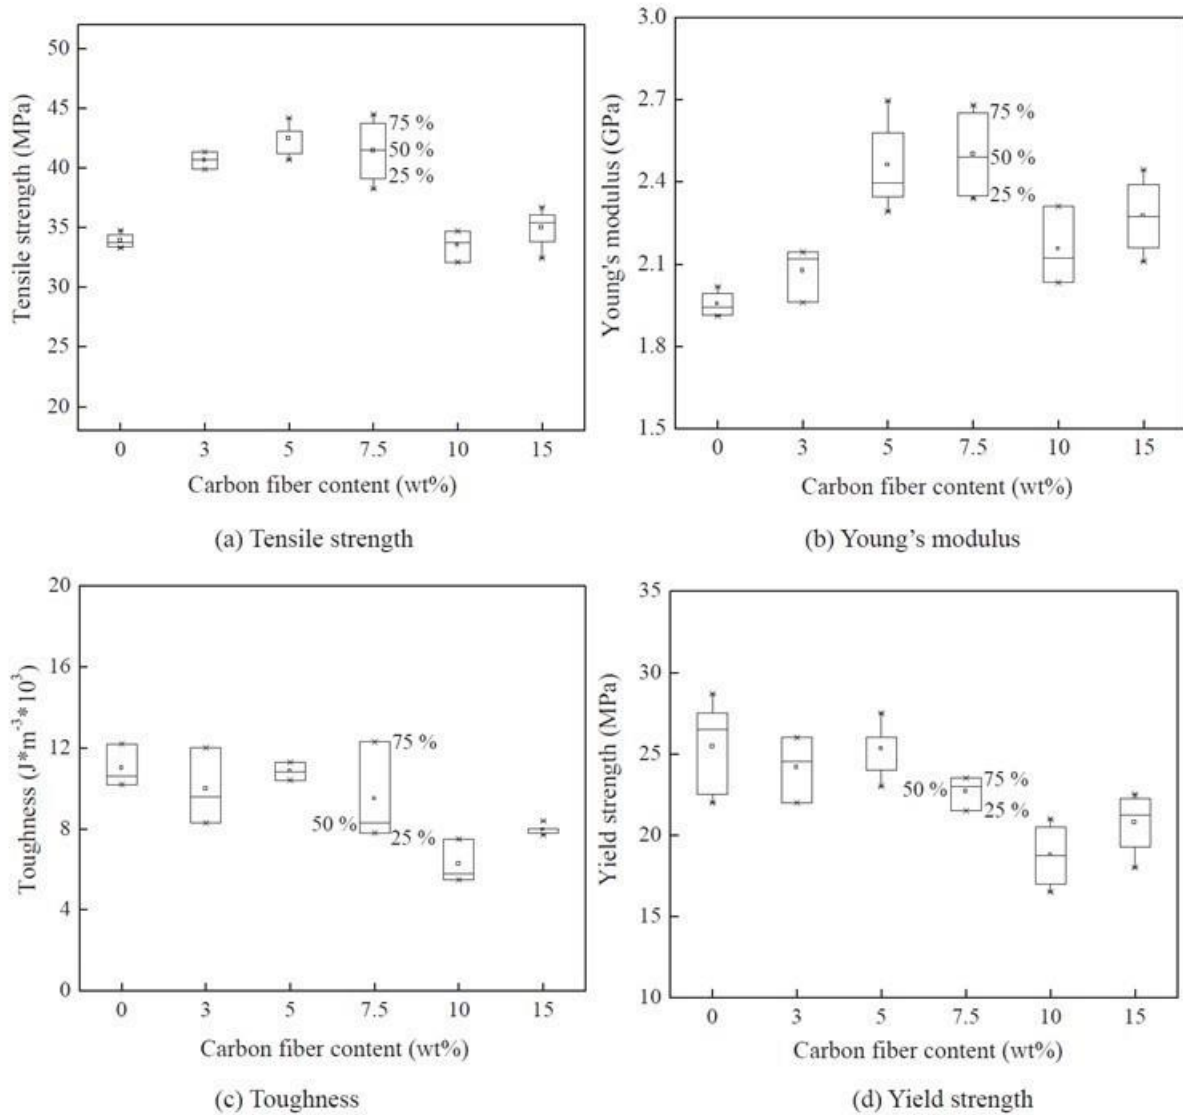 Tensile strength (MPa)
50
45
40
35
30
25
20
75 %
50 %
25 %
0 3 5 7.5 10 15
Carbon fiber content (wt%)
(a) Tensile strength
Young's modulus (GPa)
3.0
2.7
2.4
2.1
1.8
1.5
75 %
50 %
25 %
0 3 5 7.5 10 15
Carbon fiber content (wt%)
(b) Young’s modulus
Toughness (J*m-3*103)
20
16
12
8
4
0
75 %
50 % 25 %
0 3 5 7.5 10 15
Carbon fiber content (wt%)
(c) Toughness
Yield strength (MPa)
35
30
25
20
15
10
75 %
50 %
25 %
0 3 5 7.5 10 15
Carbon fiber content (wt%)
(d) Yield strength